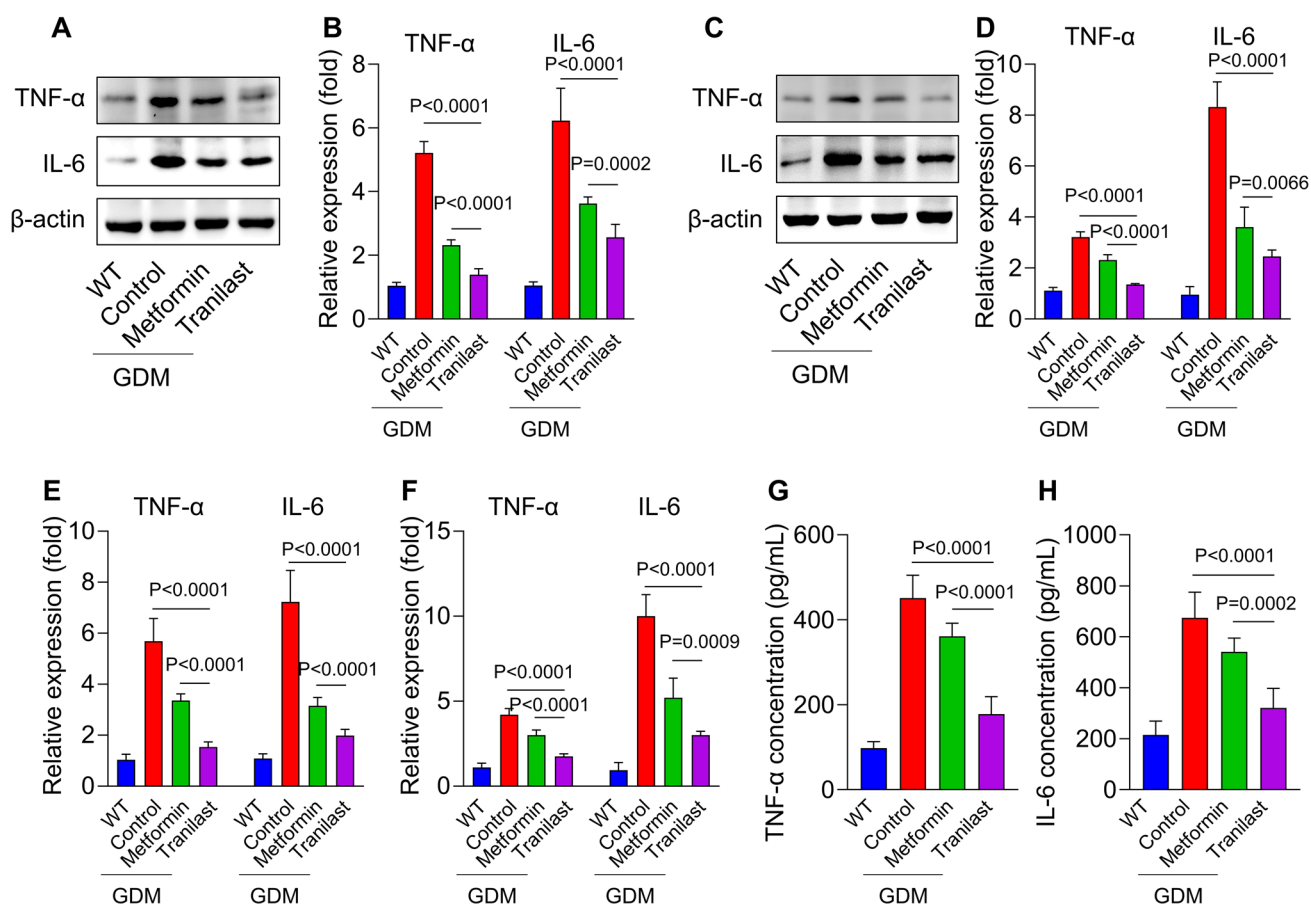 A
TNF-α
IL-6
β-actin
WT
Control
Metformin
Tranilast
GDM
B
TNF-α
IL-6
Relative expression (fold)
8
6
4
2
0
P<0.0001
P<0.0001
P<0.0001
P=0.0002
WT
Control
Metformin
Tranilast
WT
Control
Metformin
Tranilast
GDM
GDM
C
TNF-α
IL-6
β-actin
WT
Control
Metformin
Tranilast
GDM
D
TNF-α
IL-6
Relative expression (fold)
10
8
6
4
2
0
P<0.0001
P<0.0001
P<0.0001
P=0.0066
WT
Control
Metformin
Tranilast
WT
Control
Metformin
Tranilast
GDM
GDM
E
TNF-α
IL-6
Relative expression (fold)
10
8
6
4
2
0
P<0.0001
P<0.0001
P<0.0001
P<0.0001
WT
Control
Metformin
Tranilast
WT
Control
Metformin
Tranilast
GDM
GDM
F
TNF-α
IL-6
Relative expression (fold)
15
10
5
0
P<0.0001
P<0.0001
P<0.0001
P=0.0009
WT
Control
Metformin
Tranilast
WT
Control
Metformin
Tranilast
GDM
GDM
G
TNF-α concentration (pg/mL)
600
400
200
0
P<0.0001
P<0.0001
WT
Control
Metformin
Tranilast
GDM
H
IL-6 concentration (pg/mL)
1000
800
600
400
200
0
P<0.0001
P=0.0002
WT
Control
Metformin
Tranilast
GDM